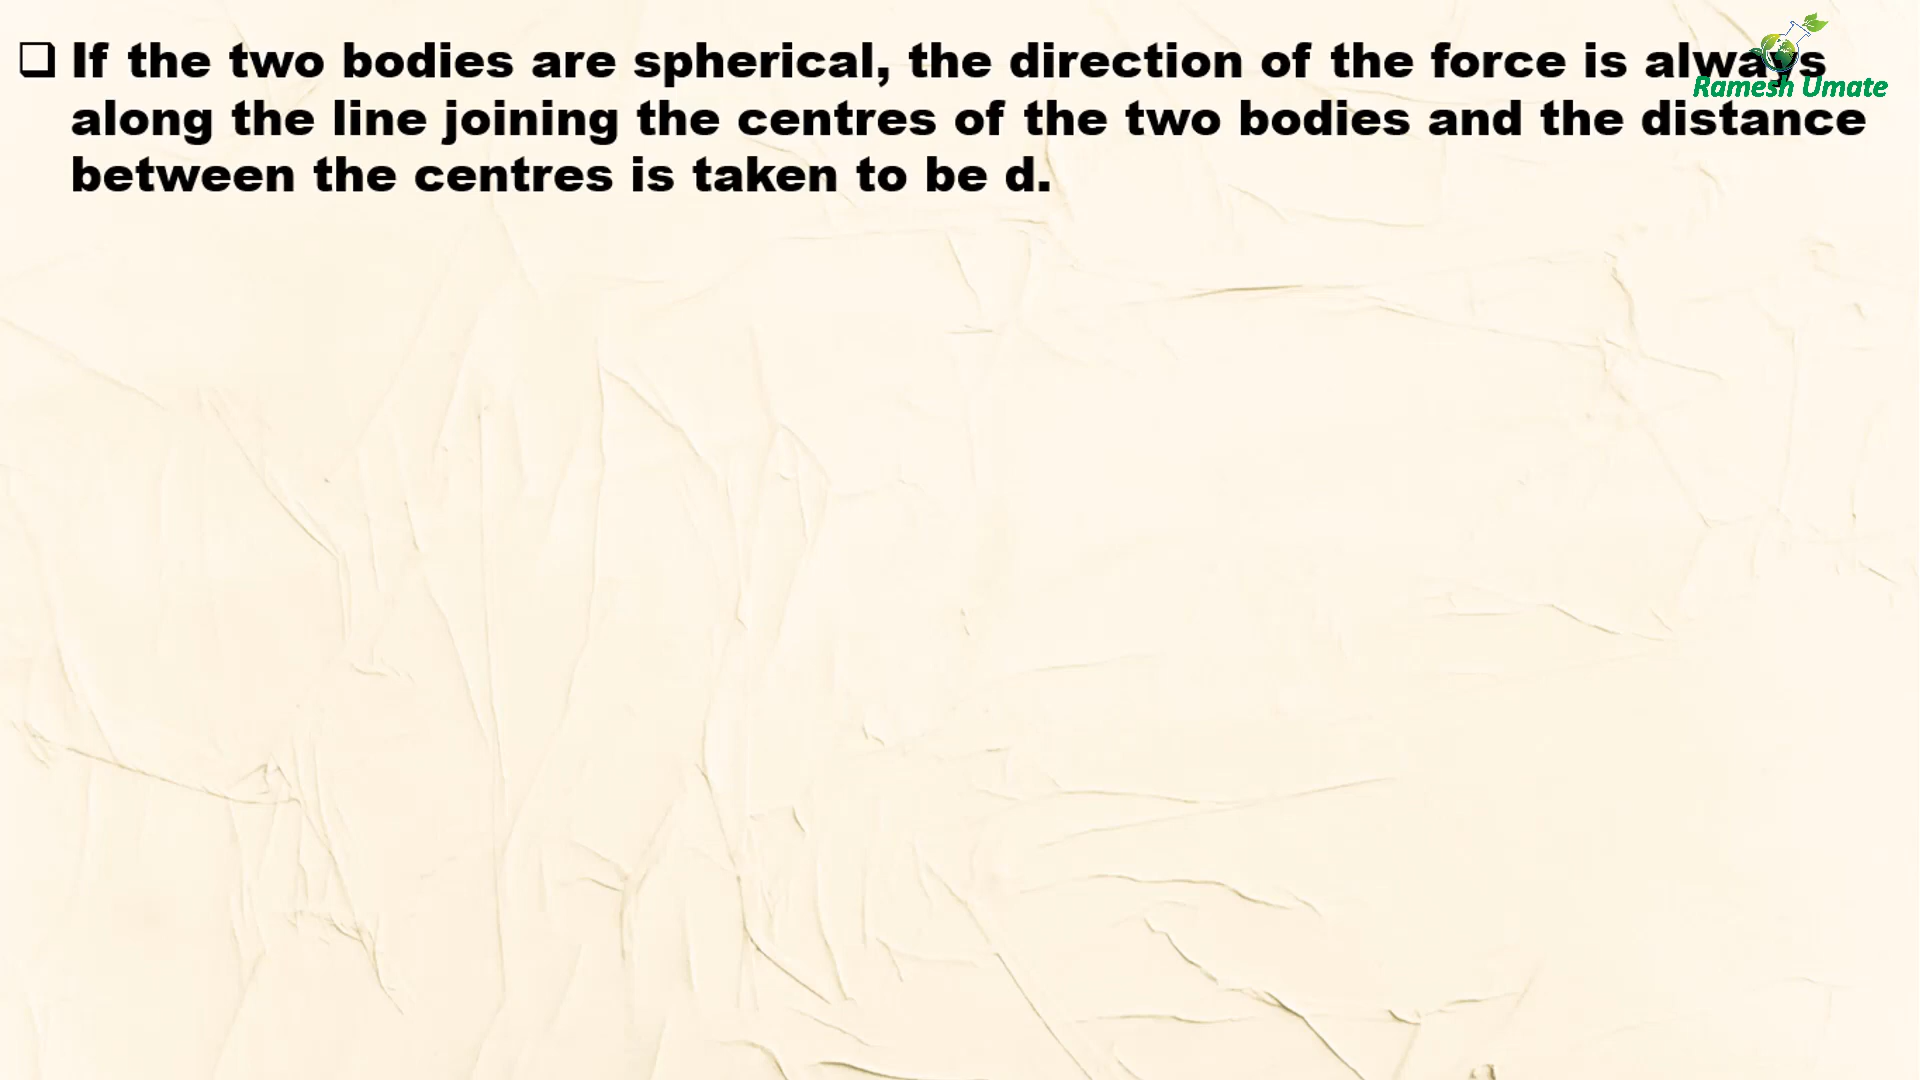 ❑ If the two bodies are spherical, the direction of the force is always
along the line joining the centres of the two bodies and the distance
between the centres is taken to be d.
Ramesh Umate